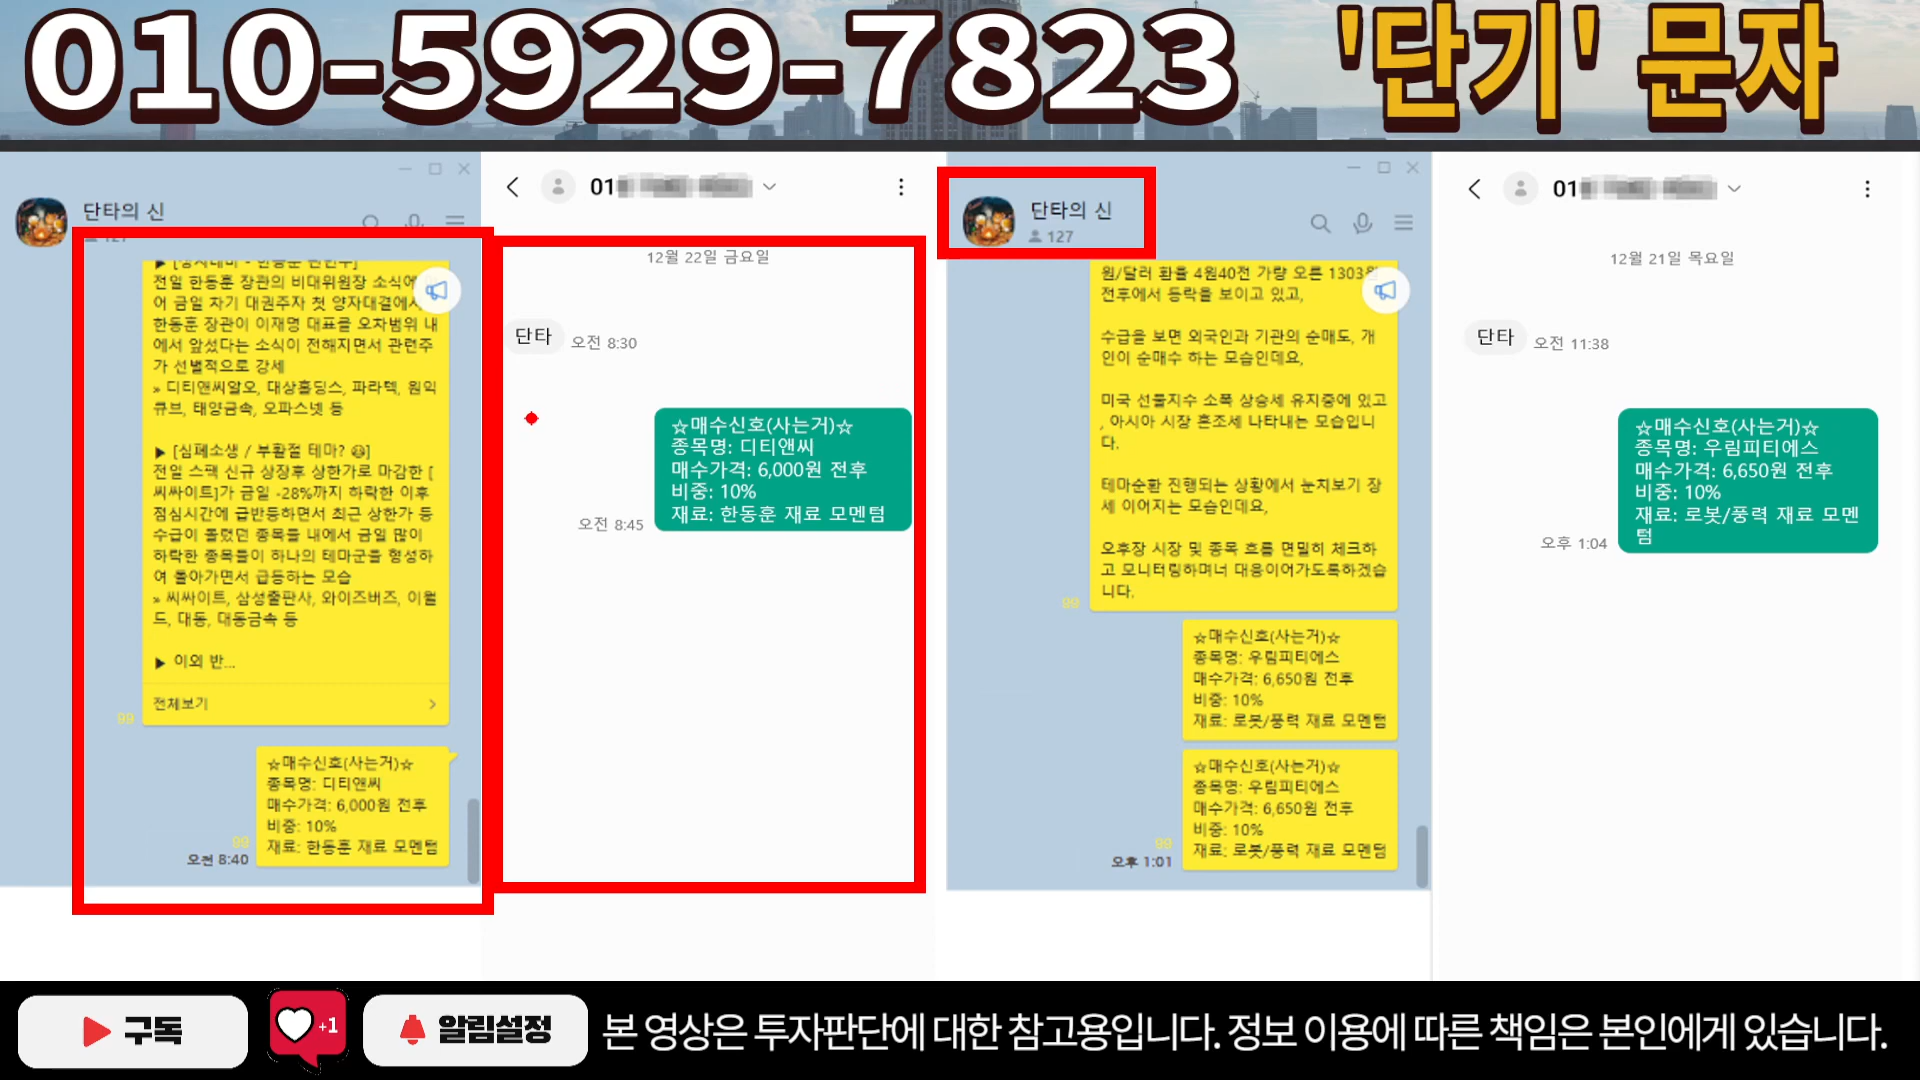 010-5929-7823 '단기' 문자
단타의 신
127
전일 한동훈 장관의 비대위원장 소식에
어 금일 차기 대권주자 첫 양자대결에서
한동훈 장관이 이재명 대표를 오차범위 내
에서 앞섰다는 소식이 전해지면서 관련주
가 선별적으로 강세
» 디티앤씨알오, 대상홀딩스, 파라텍, 원익
큐브, 태양금속, 오파스넷 등
▶ [심폐소생 / 부활절 테마? 😆]
전일 스팩 신규 상장후 상한가로 마감한 [
씨싸이트]가 금일 -28%까지 하락한 이후
점심시간에 급반등하면서 최근 상한가 등
수급이 몰렸던 종목들 내에서 금일 많이
하락한 종목들이 하나의 테마군을 형성하
여 돌아가면서 급등하는 모습
» 씨싸이트, 삼성출판사, 와이즈버즈, 이월
드, 대동, 대동금속 등
▶ 이외 반...
전체보기
99
☆매수신호(사는거)☆
종목명: 디티앤씨
매수가격: 6,000원 전후
비중: 10%
재료: 한동훈 재료 모멘텀
99
오전 8:40
01
12월 22일 금요일
단타 오전 8:30
☆매수신호(사는거)☆
종목명: 디티앤씨
매수가격: 6,000원 전후
비중: 10%
재료: 한동훈 재료 모멘텀
오전 8:45
단타의 신
127
원/달러 환율 4원40전 가량 오른 1303원
전후에서 등락을 보이고 있고,
수급을 보면 외국인과 기관의 순매도, 개
인이 순매수 하는 모습인데요,
미국 선물지수 소폭 상승세 유지중에 있고
, 아시아 시장 혼조세 나타내는 모습입니
다.
테마순환 진행되는 상황에서 눈치보기 장
세 이어지는 모습인데요,
오후장 시장 및 종목 흐름 면밀히 체크하
고 모니터링하며너 대응이어가도록하겠습
니다.
99
☆매수신호(사는거)☆
종목명: 우림피티에스
매수가격: 6,650원 전후
비중: 10%
재료: 로봇/풍력 재료 모멘텀
☆매수신호(사는거)☆
종목명: 우림피티에스
매수가격: 6,650원 전후
비중: 10%
재료: 로봇/풍력 재료 모멘텀
99
오후 1:01
01
12월 21일 목요일
단타 오전 11:38
☆매수신호(사는거)☆
종목명: 우림피티에스
매수가격: 6,650원 전후
비중: 10%
재료: 로봇/풍력 재료 모멘
텀
오후 1:04
구독 +1 알림설정 본 영상은 투자판단에 대한 참고용입니다. 정보 이용에 따른 책임은 본인에게 있습니다.